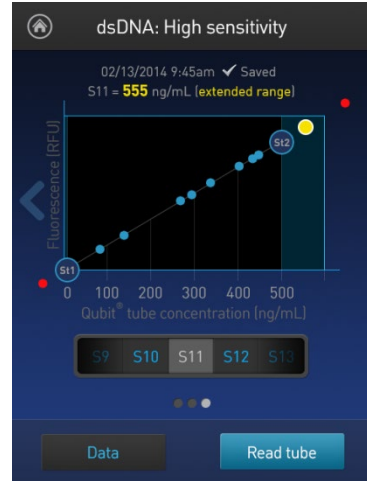 dsDNA: High sensitivity
02/13/2014 9:45am ✓ Saved
S11 = 555 ng/mL (extended range)
Fluorescence [RFU]
St2
St1
0 100 200 300 400 500
Qubit® tube concentration (ng/mL)
S9 S10 S11 S12 S13
Data Read tube